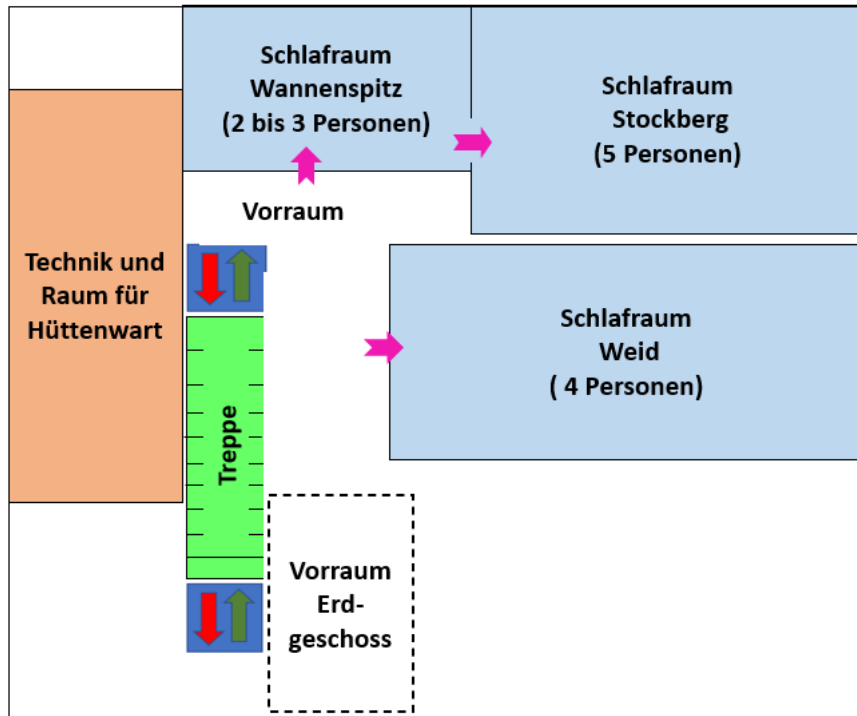 Schlafraum
Wannenspitz
(2 bis 3 Personen)
Schlafraum
Stockberg
(5 Personen)
Vorraum
Technik und
Raum für
Hüttenwart
Schlafraum
Weid
( 4 Personen)
Treppe
Vorraum
Erd-
geschoss